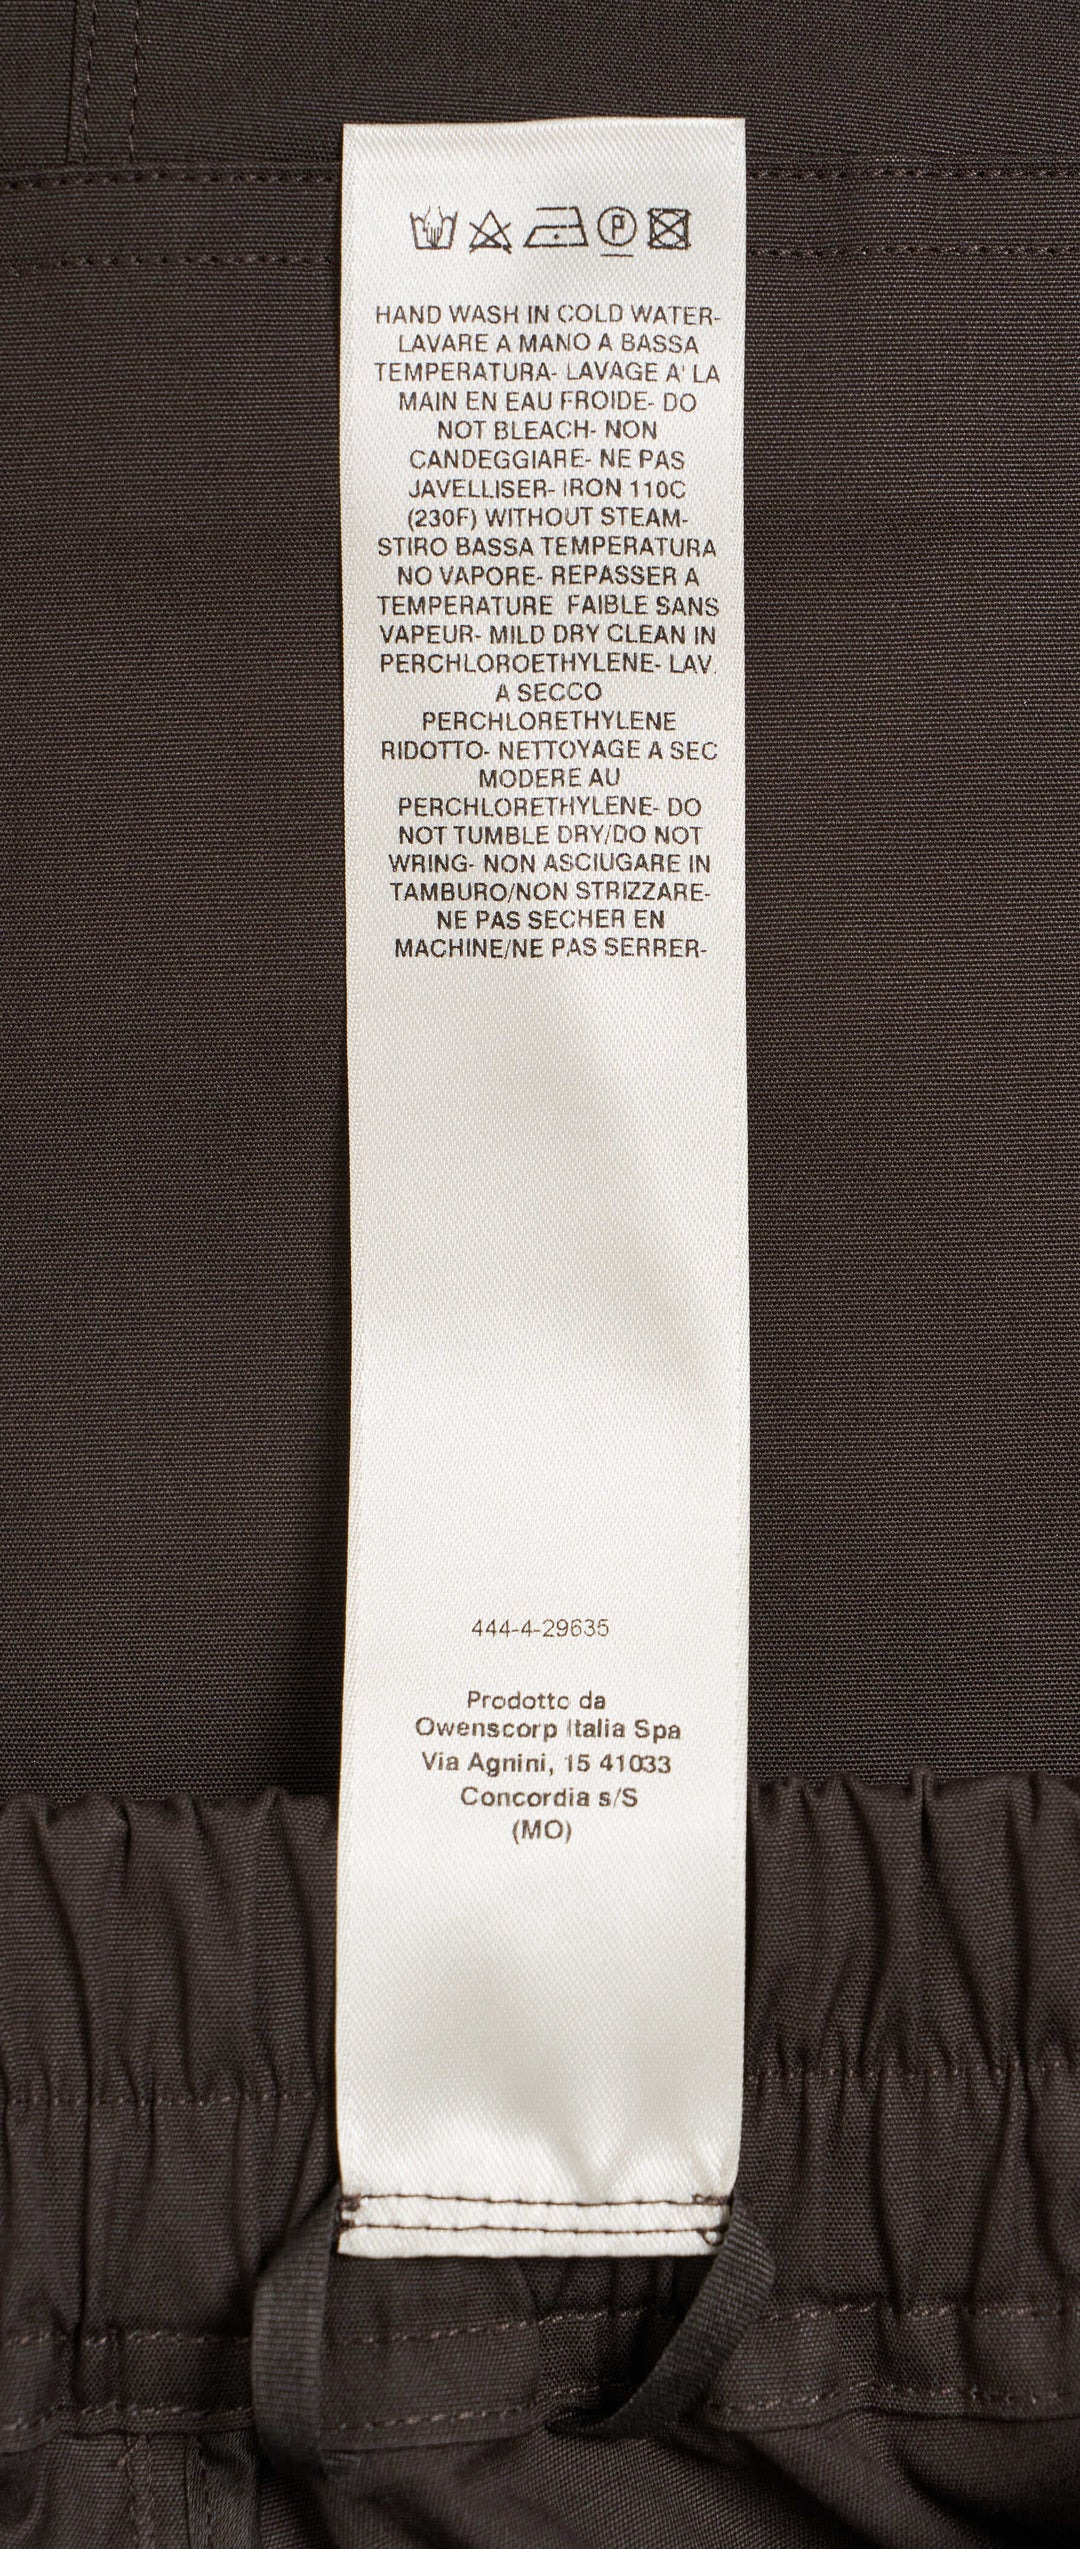 P
HAND WASH IN COLD WATER-
LAVARE A MANO A BASSA
TEMPERATURA- LAVAGE A' LA
MAIN EN EAU FROIDE- DO
NOT BLEACH- NON
CANDEGGIARE- NE PAS
JAVELLISER- IRON 110C
(230F) WITHOUT STEAM-
STIRO BASSA TEMPERATURA
NO VAPORE- REPASSER A
TEMPERATURE FAIBLE SANS
VAPEUR- MILD DRY CLEAN IN
PERCHLOROETHYLENE- LAV.
A SECCO
PERCHLORETHYLENE
RIDOTTO- NETTOYAGE A SEC
MODERE AU
PERCHLORETHYLENE- DO
NOT TUMBLE DRY/DO NOT
WRING- NON ASCIUGARE IN
TAMBURO/NON STRIZZARE-
NE PAS SECHER EN
MACHINE/NE PAS SERRER-
444-4-29635
Prodotto da
Owenscorp Italia Spa
Via Agnini, 15 41033
Concordia s/S
(MO)